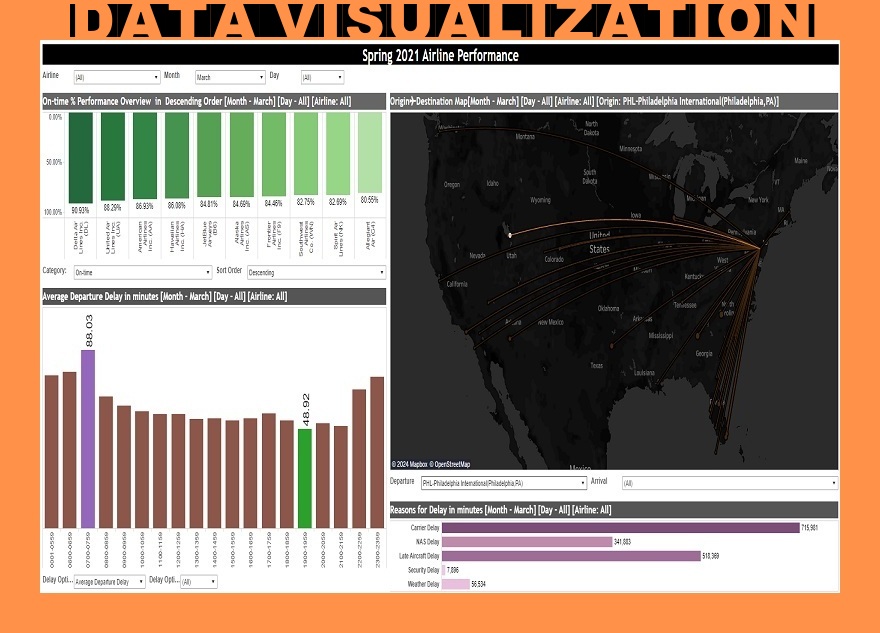 DATA VISUALIZATION
Spring 2021 Airline Performance
Airline (All) Month March Day (All)
On-time % Performance Overview in Descending Order [Month - March] [Day - All] [Airline: All]
0.00%
50.00%
100.00%
90.93% 88.29% 86.93% 86.08% 84.81% 84.69% 84.46% 82.75% 82.69% 80.55%
Delta Air Lines Inc. (DL)
United Air Lines Inc. (UA)
American Airlines Inc. (AA)
Hawaiian Airlines Inc. (HA)
JetBlue Airways (B6)
Alaska Airlines Inc. (AS)
Frontier Airlines Inc. (F9)
Southwest Airlines Co. (WN)
Spirit Air Lines (NK)
Allegiant Air (G4)
Category: On-time Sort Order Descending
Average Departure Delay in minutes [Month - March] [Day - All] [Airline: All]
88.03
48.92
0001-0559
0600-0659
0700-0759
0800-0859
0900-0959
1000-1059
1100-1159
1200-1259
1300-1359
1400-1459
1500-1559
1600-1659
1700-1759
1800-1859
1900-1959
2000-2059
2100-2159
2200-2259
2300-2359
Delay Opti... Average Departure Delay Delay Opti... (All)
Origin✈Destination Map[Month - March] [Day - All] [Airline: All] [Origin: PHL-Philadelphia International(Philadelphia,PA)]
Montana
North Dakota
Minnesota
Maine
Oregon
Idaho
South Dakota
Wyoming
New York
MA
Iowa
United States
Nevada
Utah
Colorado
West
California
Kentucky
Oklahoma
Tennessee
New Mexico
Mississippi
Georgia
Texas
Louisiana
Mexico
© 2024 Mapbox © OpenStreetMap
Departure PHL-Philadelphia International(Philadelphia,PA) Arrival (All)
Reasons for Delay in minutes [Month - March] [Day - All] [Airline: All]
Carrier Delay 715,981
NAS Delay 341,883
Late Aircraft Delay 518,369
Security Delay 7,896
Weather Delay 56,534